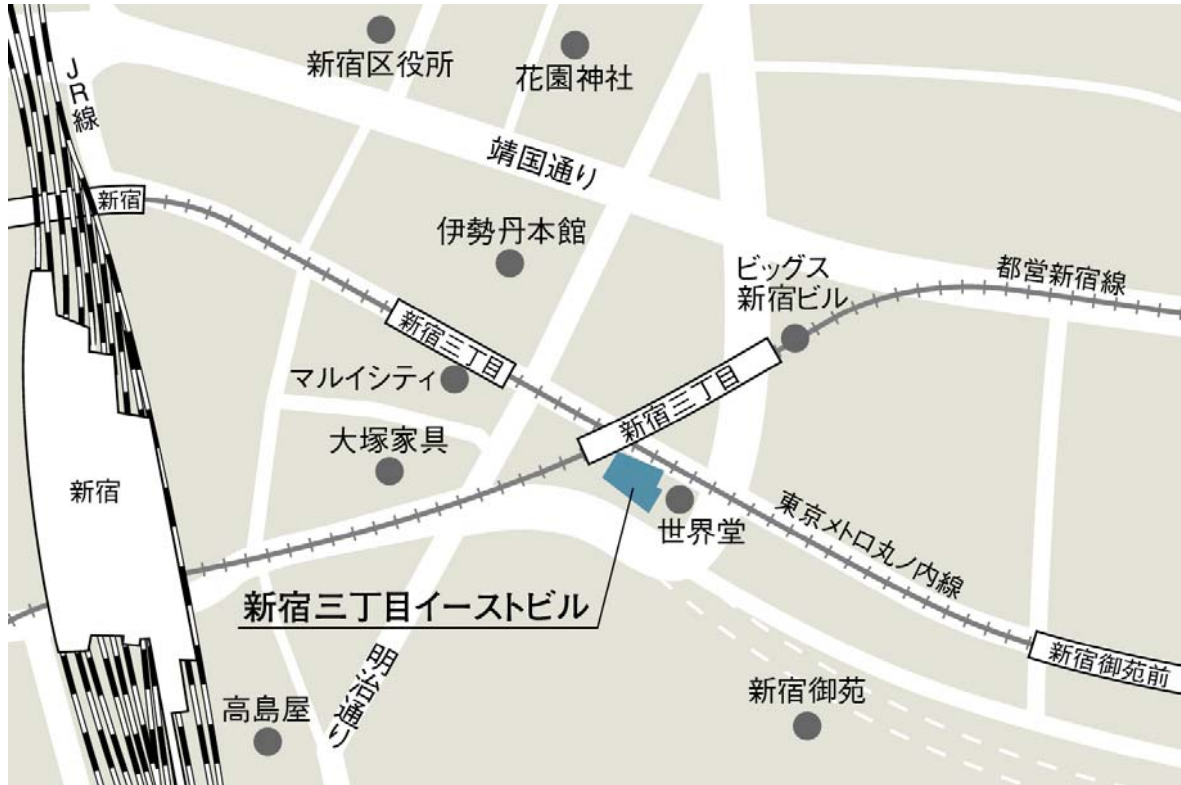 新宿区役所
花園神社
JR線
靖国通り
新宿
伊勢丹本館
ビッグス
新宿ビル
都営新宿線
新宿三丁目
マルイシティ
新宿三丁目
大塚家具
新宿
世界堂
東京メトロ丸ノ内線
新宿三丁目イーストビル
新宿御苑前
明治通り
高島屋
新宿御苑